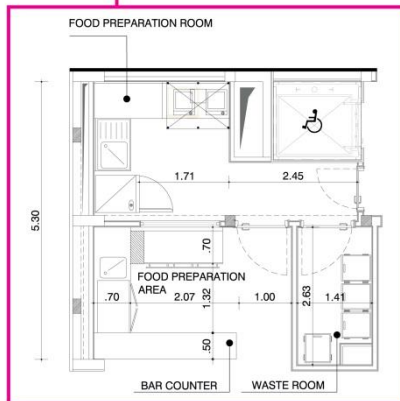 FOOD PREPARATION ROOM
1.71
2.45
5.30
.70
FOOD PREPARATION
AREA
.70
2.07
1.32
1.00
2.63
1.41
.50
BAR COUNTER
WASTE ROOM